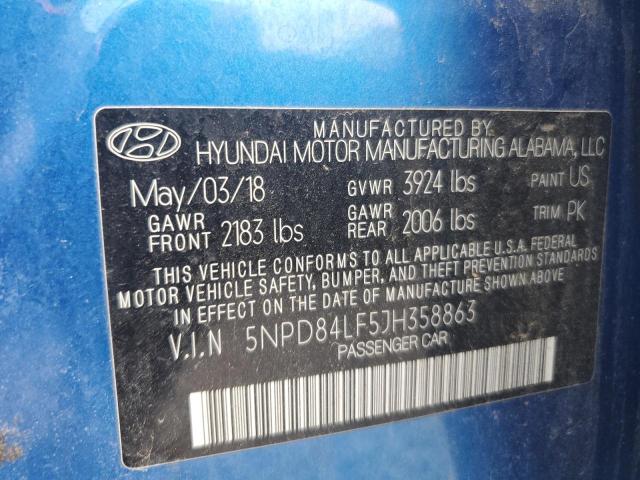 MANUFACTURED BY
HYUNDAI MOTOR MANUFACTURING ALABAMA, LLC
May/03/18 GVWR 3924 lbs PAINT US
GAWR FRONT 2183 lbs GAWR REAR 2006 lbs TRIM PK
THIS VEHICLE CONFORMS TO ALL APPLICABLE U.S.A. FEDERAL
MOTOR VEHICLE SAFETY, BUMPER, AND THEFT PREVENTION STANDARDS
IN EFFECT ON THE DATE OF MANUFACTURE SHOWN ABOVE
V.I.N 5NPD84LF5JH358863
PASSENGER CAR